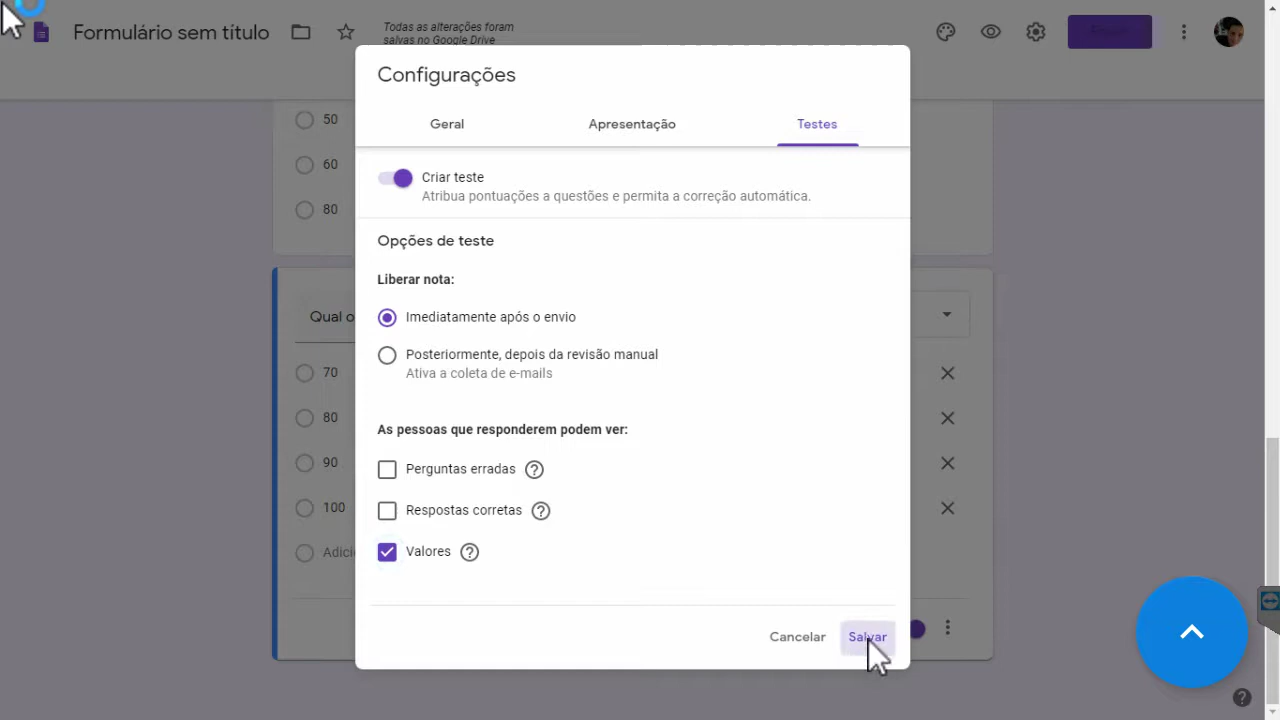 Formulário sem título
Todas as alterações foram
salvas no Google Drive
Configurações
Geral
Apresentação
Testes
Criar teste
Atribua pontuações a questões e permita a correção automática.
Opções de teste
Liberar nota:
Imediatamente após o envio
Posteriormente, depois da revisão manual
Ativa a coleta de e-mails
As pessoas que responderem podem ver:
Perguntas erradas
Respostas corretas
Valores
Cancelar
Salvar
50
60
80
Qual o
70
80
90
100
Adici